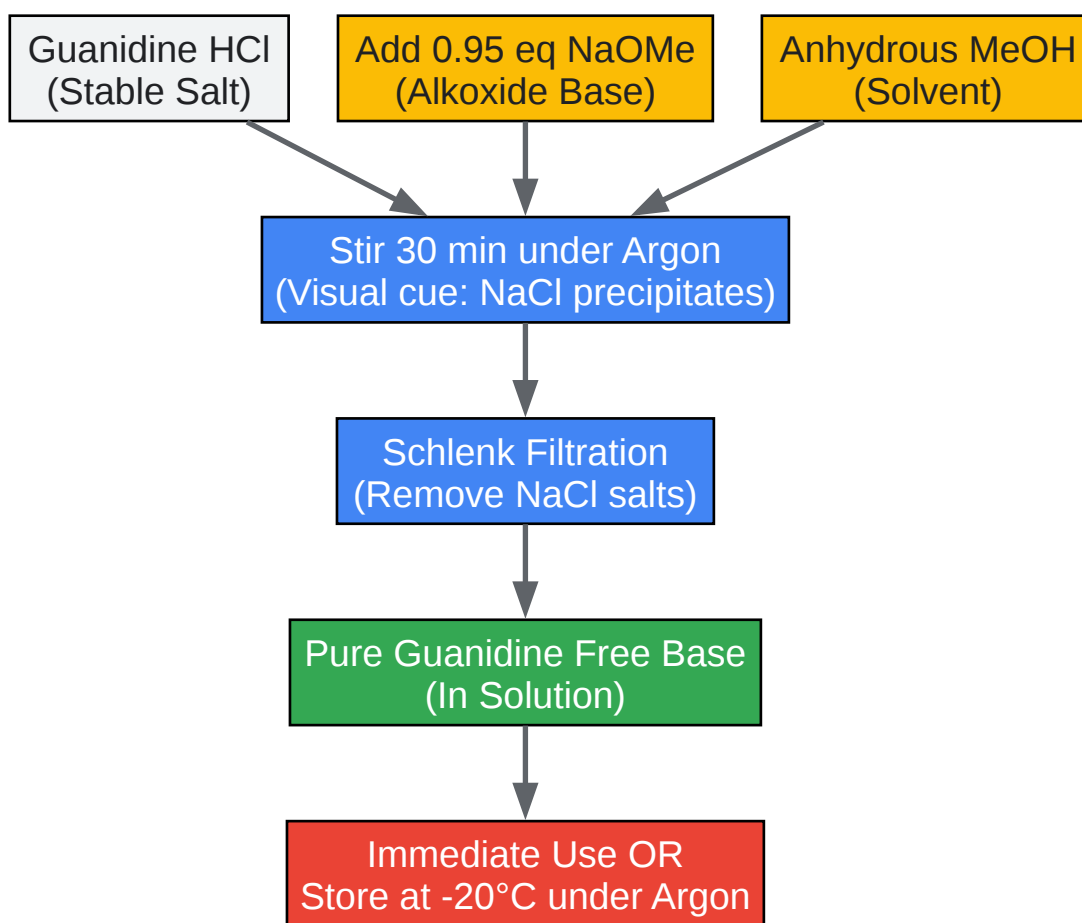 Guanidine HCl
(Stable Salt)
Add 0.95 eq NaOMe
(Alkoxide Base)
Anhydrous MeOH
(Solvent)
Stir 30 min under Argon
(Visual cue: NaCl precipitates)
Schlenk Filtration
(Remove NaCl salts)
Pure Guanidine Free Base
(In Solution)
Immediate Use OR
Store at -20°C under Argon